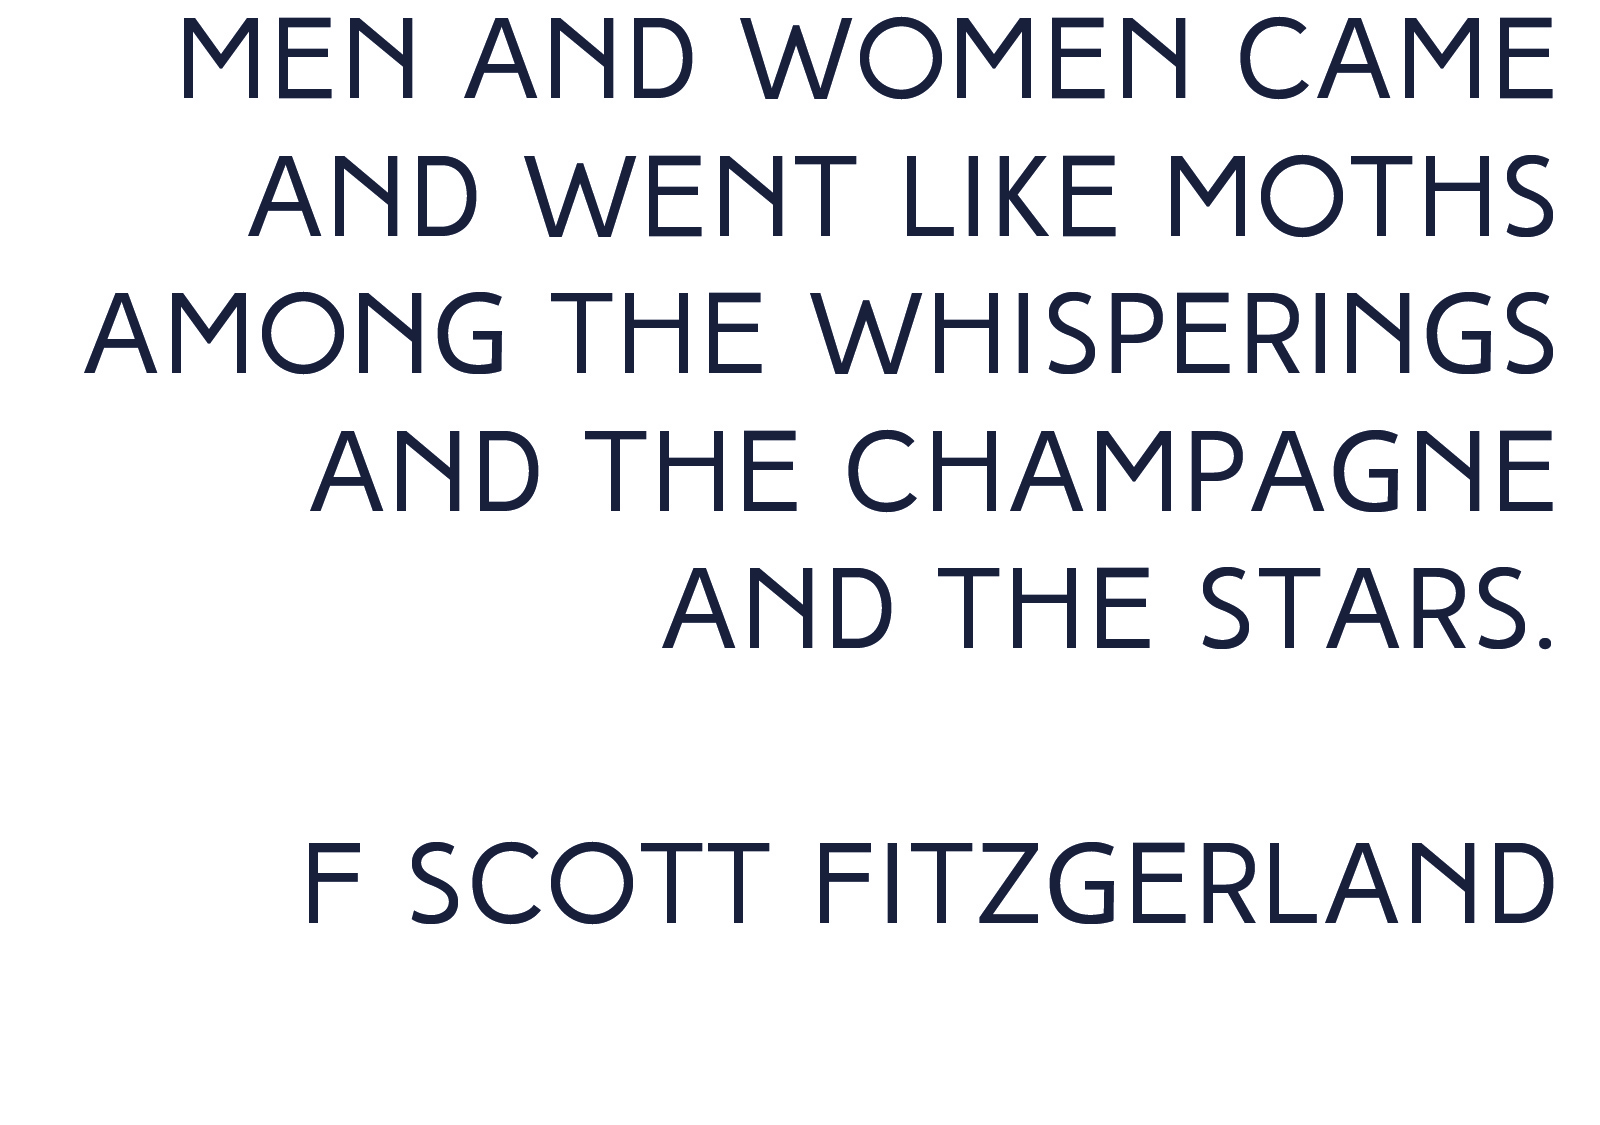 MEN AND WOMEN CAME
AND WENT LIKE MOTHS
AMONG THE WHISPERINGS
AND THE CHAMPAGNE
AND THE STARS.
F SCOTT FITZGERLAND